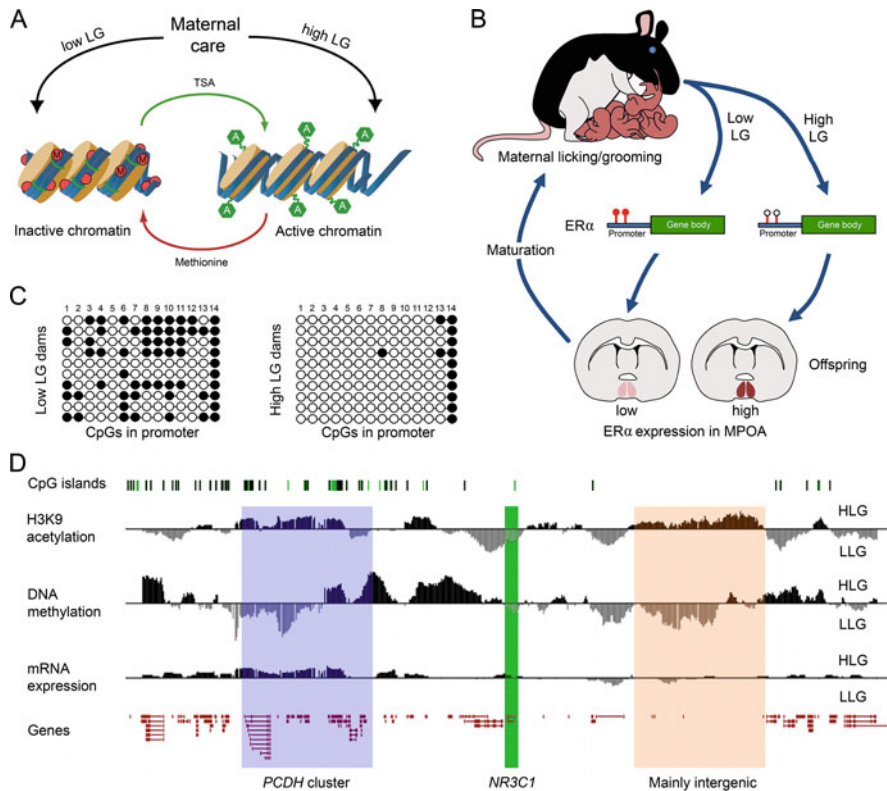 A
low LG
Maternal care
high LG
TSA
M
M
M
A
A
A
A
A
A
Inactive chromatin
Active chromatin
Methionine
B
Maternal licking/grooming
Low LG
High LG
ERα
Promoter
Gene body
Promoter
Gene body
Maturation
Offspring
low
high
ERα expression in MPOA
C
1 2 3 4 5 6 7 8 9 10 11 12 13 14
Low LG dams
CpGs in promoter
1 2 3 4 5 6 7 8 9 10 11 12 13 14
High LG dams
CpGs in promoter
D
CpG islands
H3K9 acetylation
HLG
LLG
DNA methylation
HLG
LLG
mRNA expression
HLG
LLG
Genes
PCDH cluster
NR3C1
Mainly intergenic